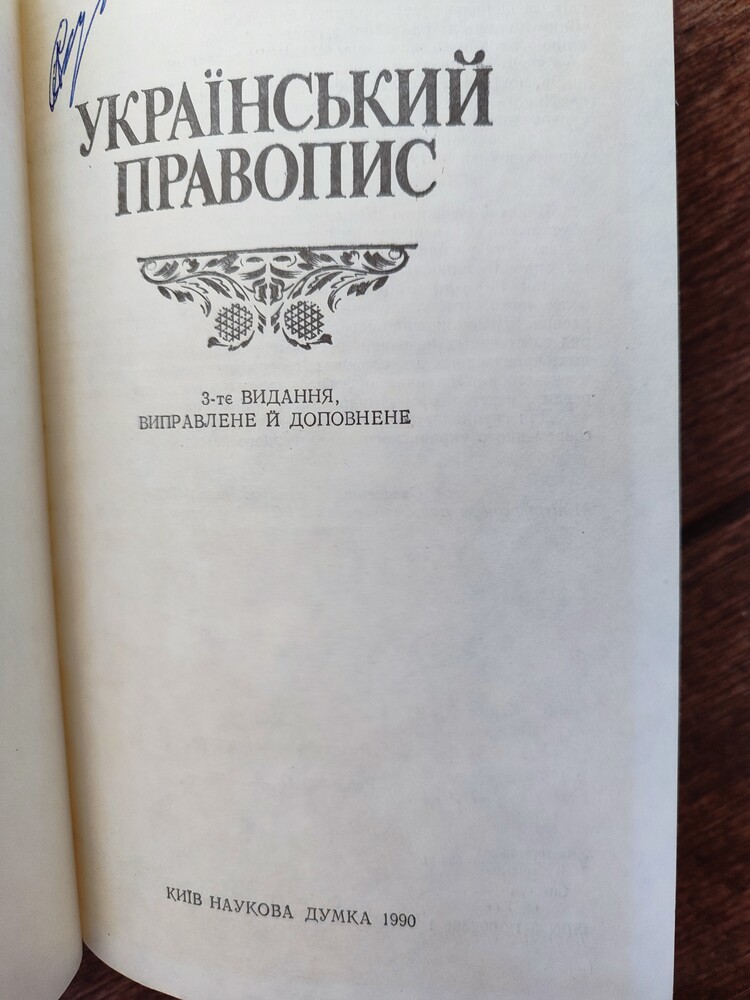 УКРАЇНСЬКИЙ
ПРАВОПИС
3-тє ВИДАННЯ,
ВИПРАВЛЕНЕ Й ДОПОВНЕНЕ
КИЇВ НАУКОВА ДУМКА 1990